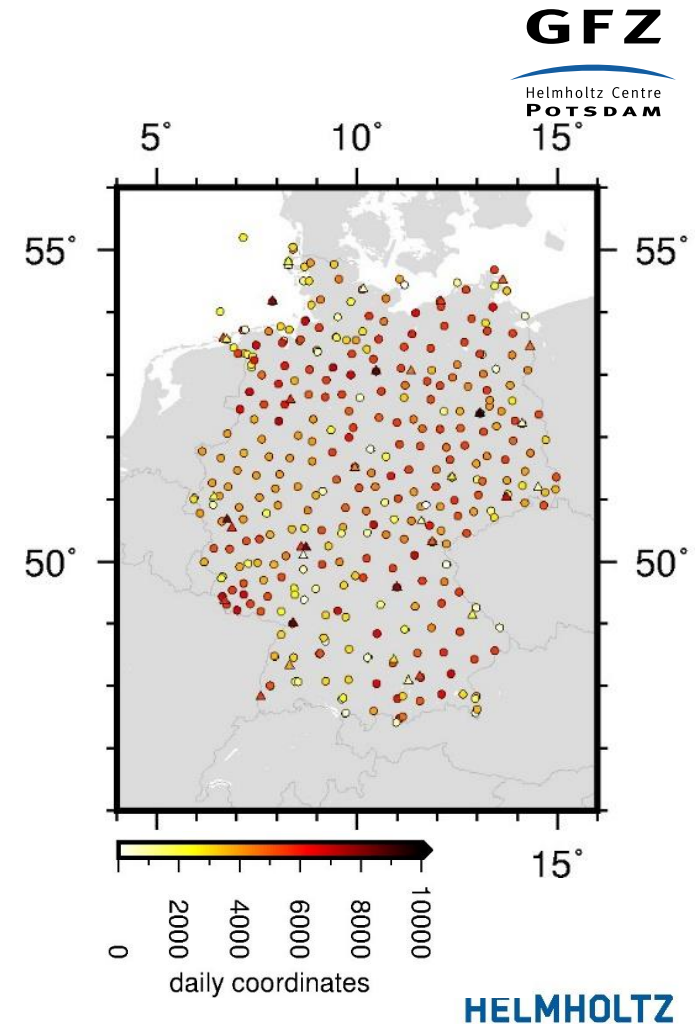 GFZ
Helmholtz Centre
POTSDAM
5° 10° 15°
55° 55°
50° 50°
15°
0 2000 4000 6000 8000 10000
daily coordinates
HELMHOLTZ